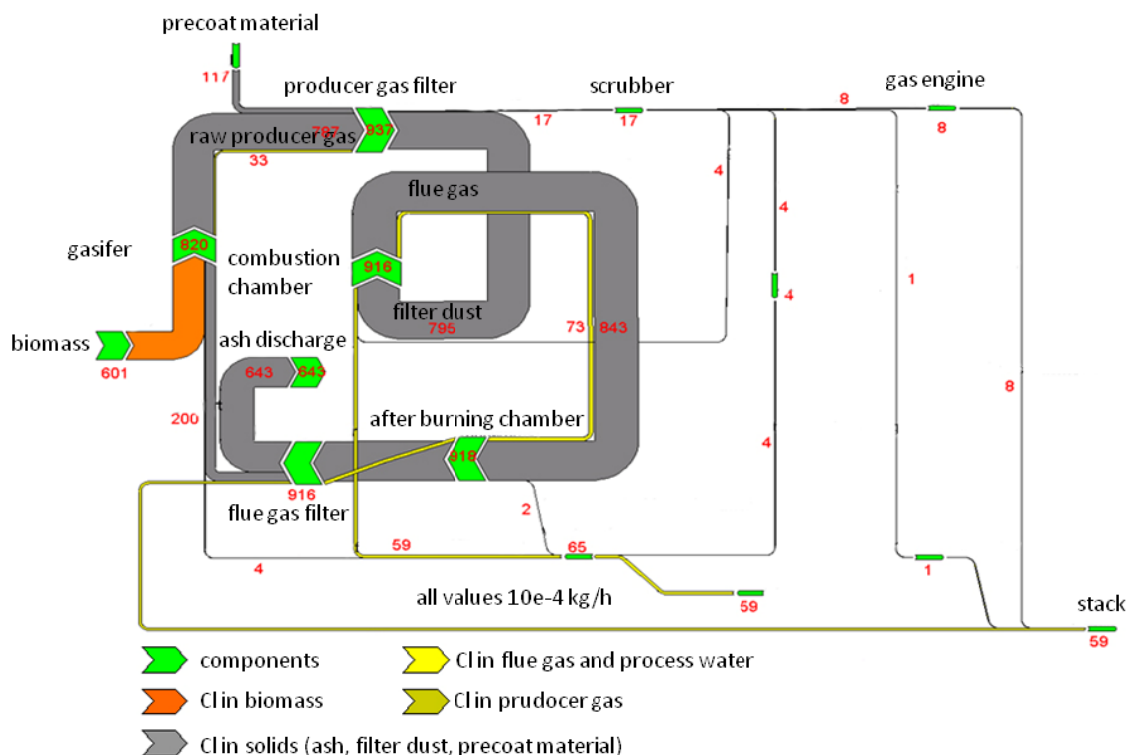 precoat material
117
producer gas filter
scrubber
gas engine
8
17
17
8
raw producer gas
937
33
4
flue gas
4
gasifer
820
combustion
chamber
916
1
4
filter dust
biomass
ash discharge
795
73
843
601
643
643
8
200
after burning chamber
4
918
916
2
flue gas filter
59
65
4
1
all values 10e-4 kg/h
59
stack
59
components
Cl in flue gas and process water
Cl in biomass
Cl in prudocer gas
Cl in solids (ash, filter dust, precoat material)